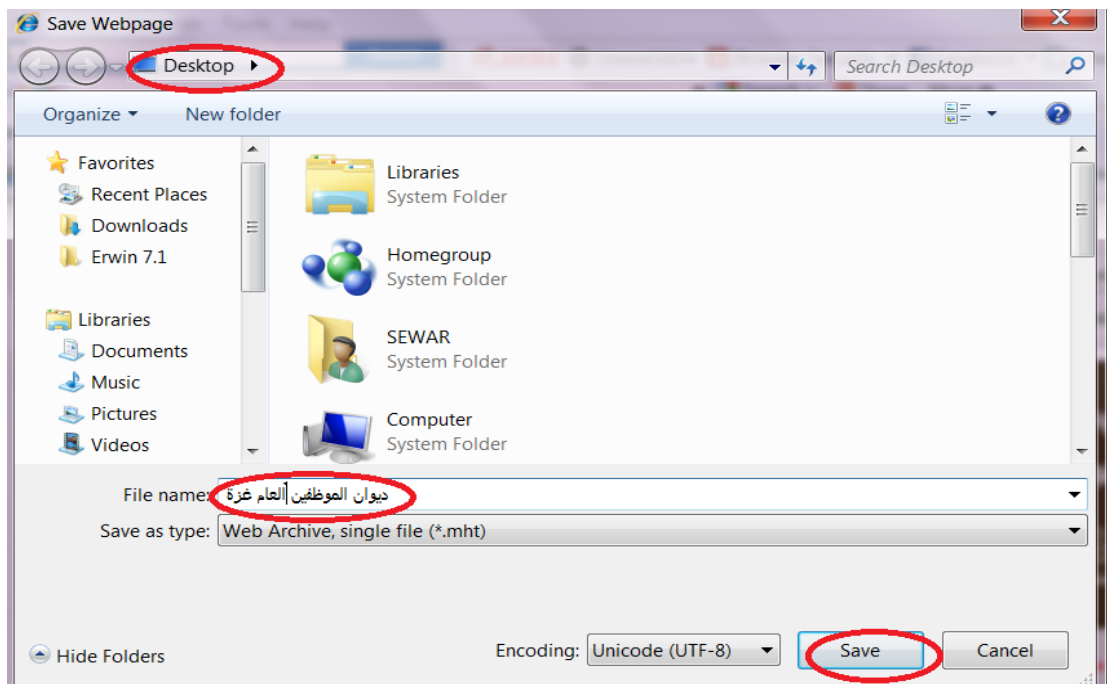 Save Webpage
Desktop
Search Desktop
Organize
New folder
Favorites
Recent Places
Downloads
Erwin 7.1
Libraries
Documents
Music
Pictures
Videos
Libraries
System Folder
Homegroup
System Folder
SEWAR
System Folder
Computer
System Folder
File name: ديوان الموظفين العام غزة
Save as type: Web Archive, single file (*.mht)
Hide Folders
Encoding: Unicode (UTF-8)
Save
Cancel